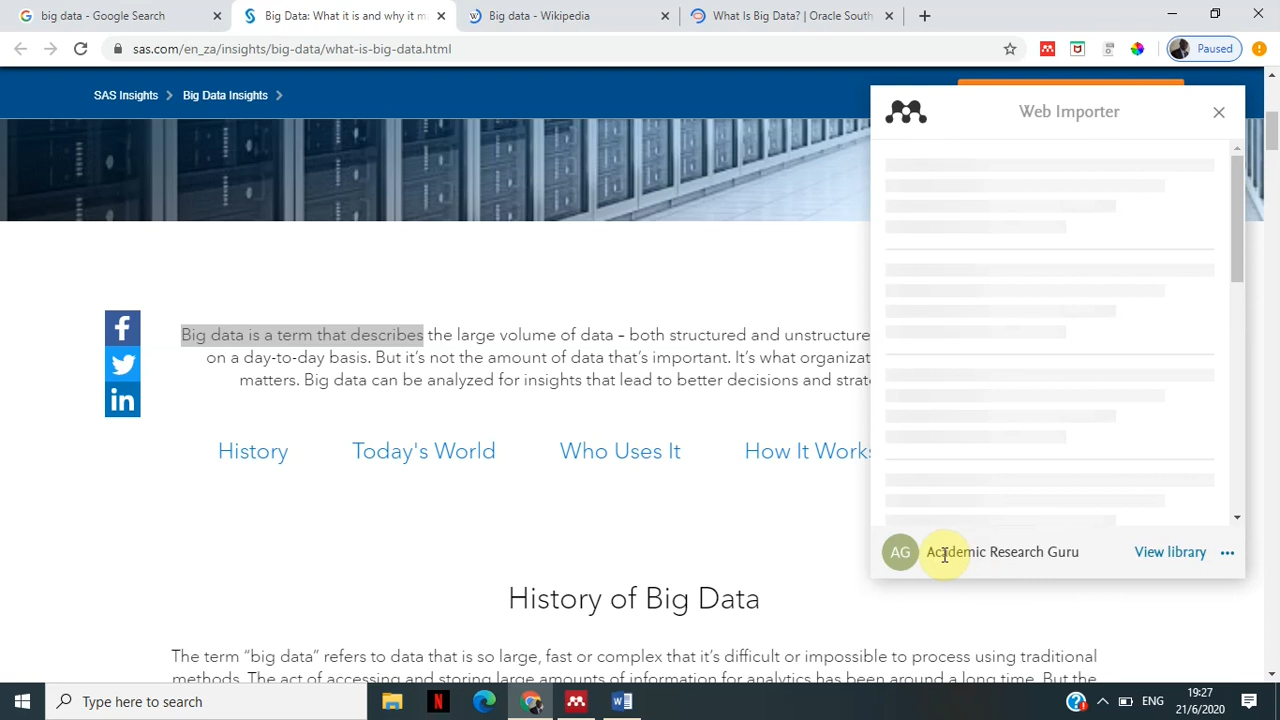 big data - Google Search
Big Data: What it is and why it m
Big data - Wikipedia
What Is Big Data? | Oracle South
sas.com/en_za/insights/big-data/what-is-big-data.html
Paused
SAS Insights
Big Data Insights
Web Importer
Big data is a term that describes the large volume of data – both structured and unstructure
on a day-to-day basis. But it's not the amount of data that's important. It's what organizat
matters. Big data can be analyzed for insights that lead to better decisions and strate
in
History
Today's World
Who Uses It
How It Works
AG
Academic Research Guru
View library
History of Big Data
The term “big data” refers to data that is so large, fast or complex that it's difficult or impossible to process using traditional
methods. The act of accessing and storing large amounts of information for analytics has been around a long time. But the
Type here to search
ENG
19:27
21/6/2020